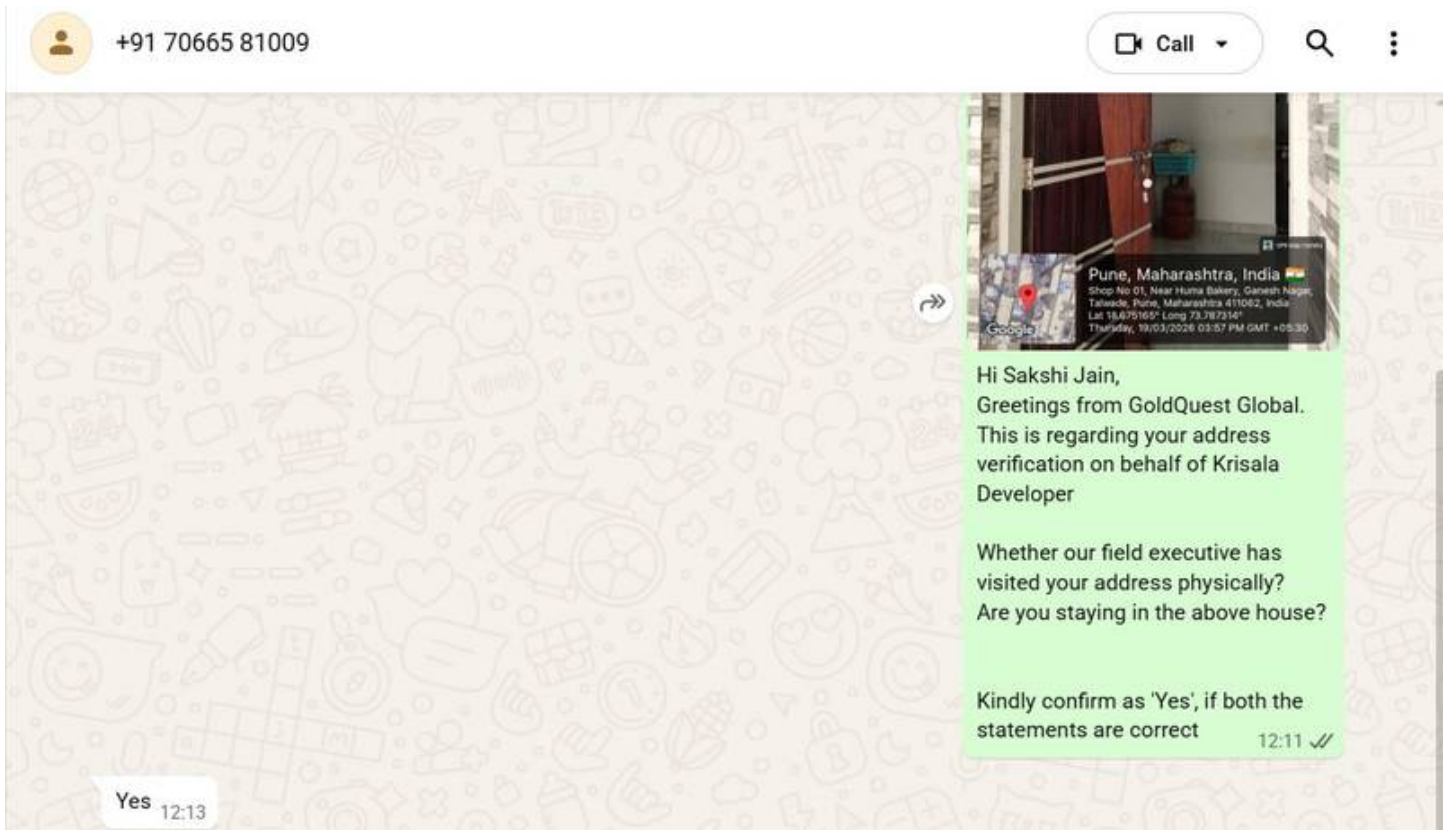 +91 70665 81009
Call
Pune, Maharashtra, India
Shop No 01, Near Huma Bakery, Ganesh Nagar,
Talwade, Pune, Maharashtra 411062, India
Lat 18.675165° Long 73.787314°
Thursday, 19/03/2026 03:57 PM GMT +05:30
Google
Hi Sakshi Jain,
Greetings from GoldQuest Global.
This is regarding your address
verification on behalf of Krisala
Developer
Whether our field executive has
visited your address physically?
Are you staying in the above house?
Kindly confirm as 'Yes', if both the
statements are correct
12:11
Yes 12:13